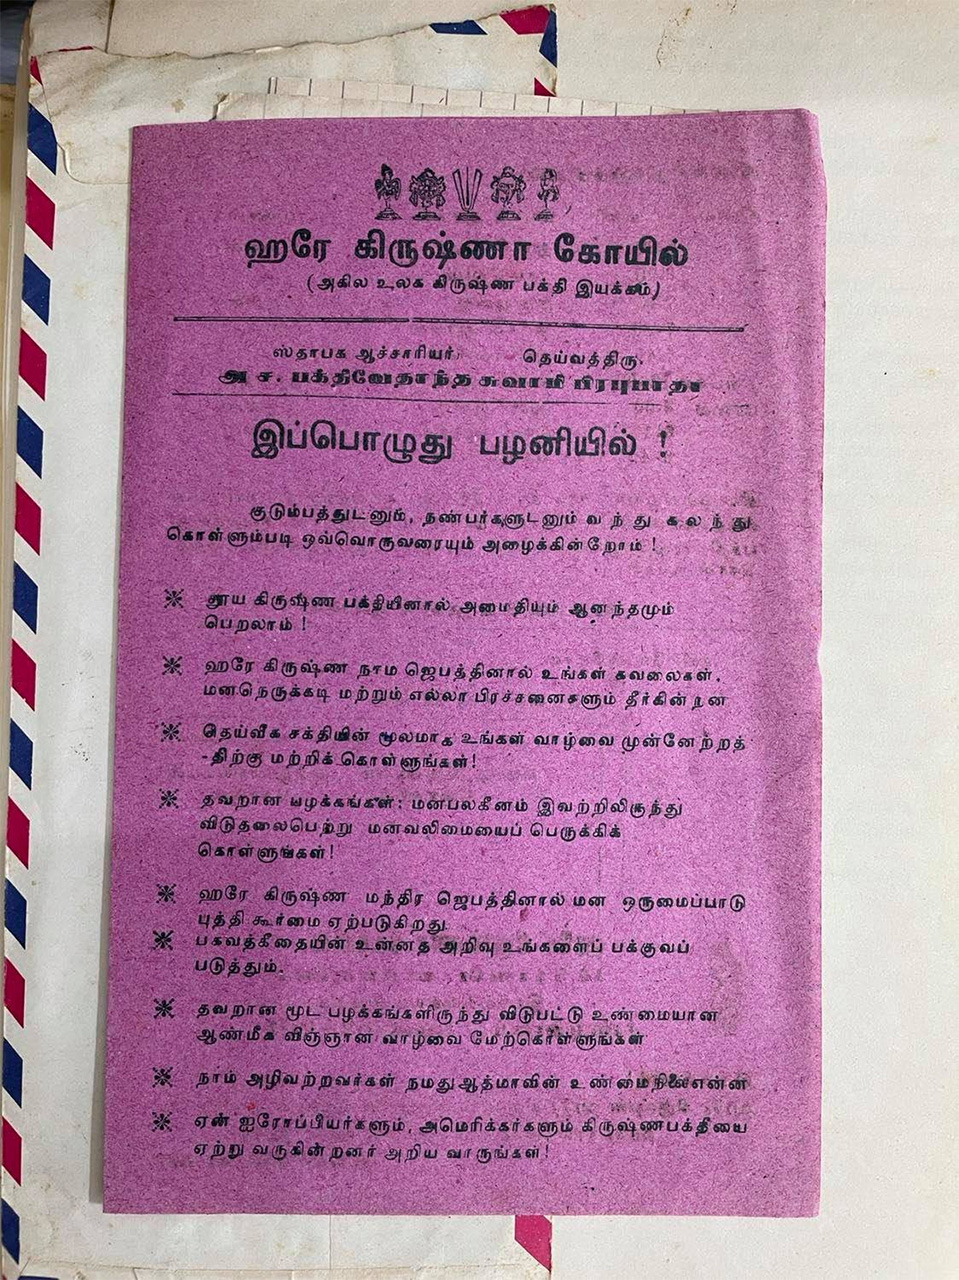 ஹரே கிருஷ்ணா கோயில்
(அகில உலக கிருஷ்ண பக்தி இயக்கம்)
ஸ்தாபக ஆச்சாரியர் தெய்வத்திரு.
அ ச. பக்திவேதாந்த சுவாமி பிரபுபாதா
இப்பொழுது பழனியில் !
குடும்பத்துடனும், நண்பர்களுடனும் வந்து கலந்து
கொள்ளும்படி ஒவ்வொருவரையும் அழைக்கின்றோம் !
※ தூய கிருஷ்ண பக்தியினால் அமைதியும் ஆனந்தமும்
பெறலாம் !
※ ஹரே கிருஷ்ண நாம ஜெபத்தினால் உங்கள் கவலைகள்.
மனநெருக்கடி மற்றும் எல்லா பிரச்சனைகளும் தீர்கின்றன
※ தெய்வீக சக்தியின் மூலமாக உங்கள் வாழ்வை முன்னேற்றத்
-திற்கு மற்றிக் கொள்ளுங்கள்!
※ தவறான பழக்கங்கள்: மனபலகீனம் இவற்றிலிருந்து
விடுதலைபெற்று மனவலிமையைப் பெருக்கிக்
கொள்ளுங்கள்!
※ ஹரே கிருஷ்ண மந்திர ஜெபத்தினால் மன ஒருமைப்பாடு
புத்தி கூர்மை ஏற்படுகிறது
※ பகவத்கீதையின் உன்னத அறிவு உங்களைப் பக்குவப்
படுத்தும்.
※ தவறான மூட பழக்கங்களிருந்து விடுபட்டு உண்மையான
ஆண்மீக விஞ்ஞான வாழ்வை மேற்கொள்ளுங்கள்
※ நாம் அழிவற்றவர்கள் நமது ஆத்மாவின் உண்மைநிலை என்ன
※ ஏன் ஐரோப்பியர்களும், அமெரிக்கர்களும் கிருஷ்ணபக்தியை
ஏற்று வருகின்றனர் அறிய வாருங்கள்!